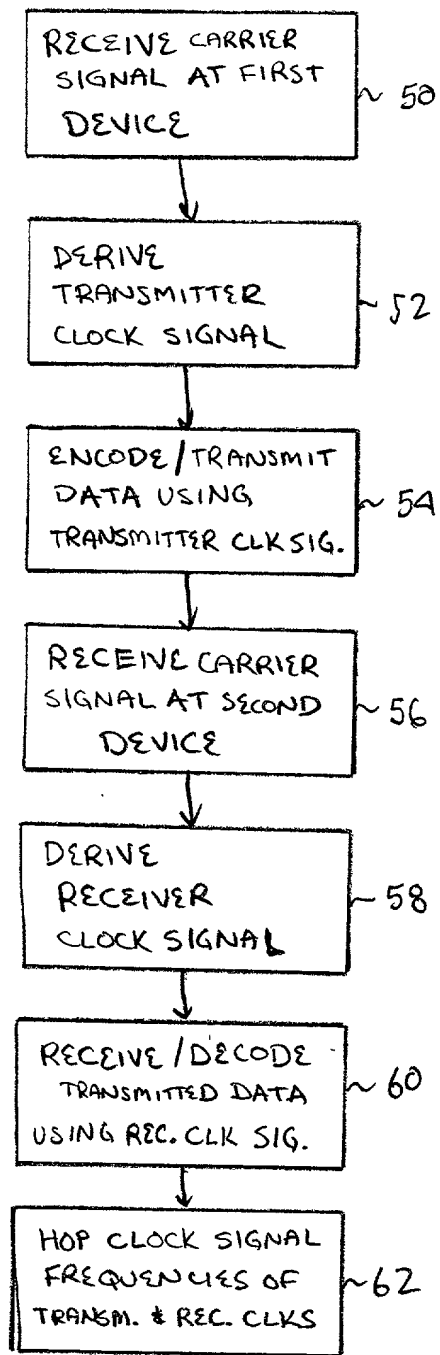 RECEIVE CARRIER
SIGNAL AT FIRST
DEVICE
~ 50
DERIVE
TRANSMITTER
CLOCK SIGNAL
~ 52
ENCODE/TRANSMIT
DATA USING
TRANSMITTER CLK SIG.
~ 54
RECEIVE CARRIER
SIGNAL AT SECOND
DEVICE
~ 56
DERIVE
RECEIVER
CLOCK SIGNAL
~ 58
RECEIVE/DECODE
TRANSMITTED DATA
USING REC. CLK SIG.
~ 60
HOP CLOCK SIGNAL
FREQUENCIES OF
TRANSM. & REC. CLKS
~ 62